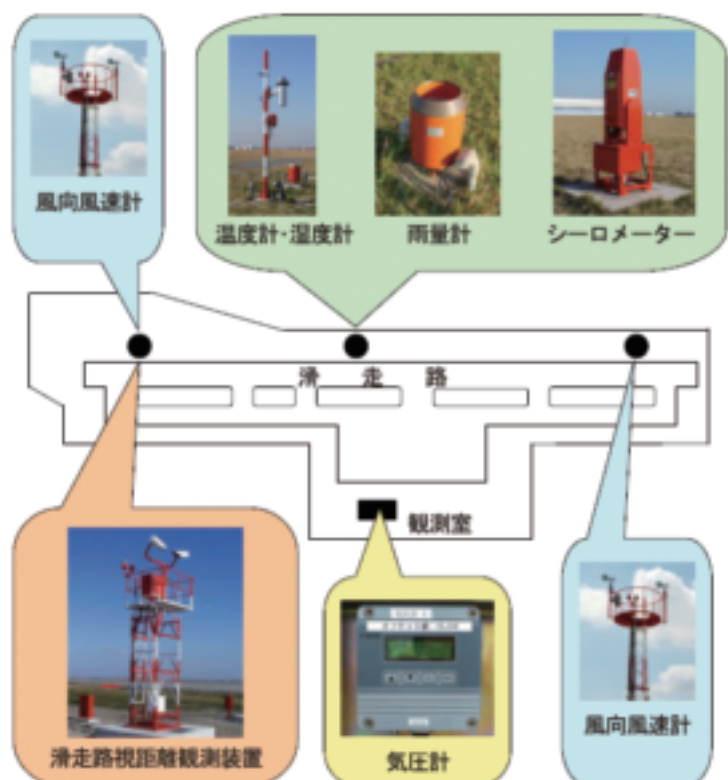 風向風速計
温度計・湿度計
雨量計
シーロメーター
滑走路
観測室
滑走路視距離観測装置
気圧計
風向風速計